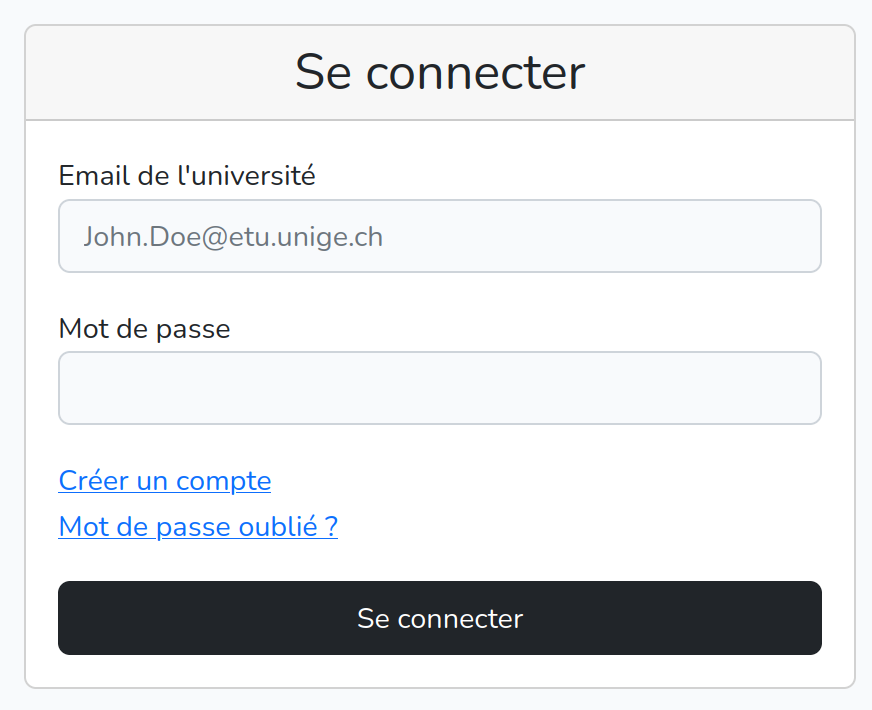 Se connecter
Email de l'université
John.Doe@etu.unige.ch
Mot de passe
Créer un compte
Mot de passe oublié ?
Se connecter